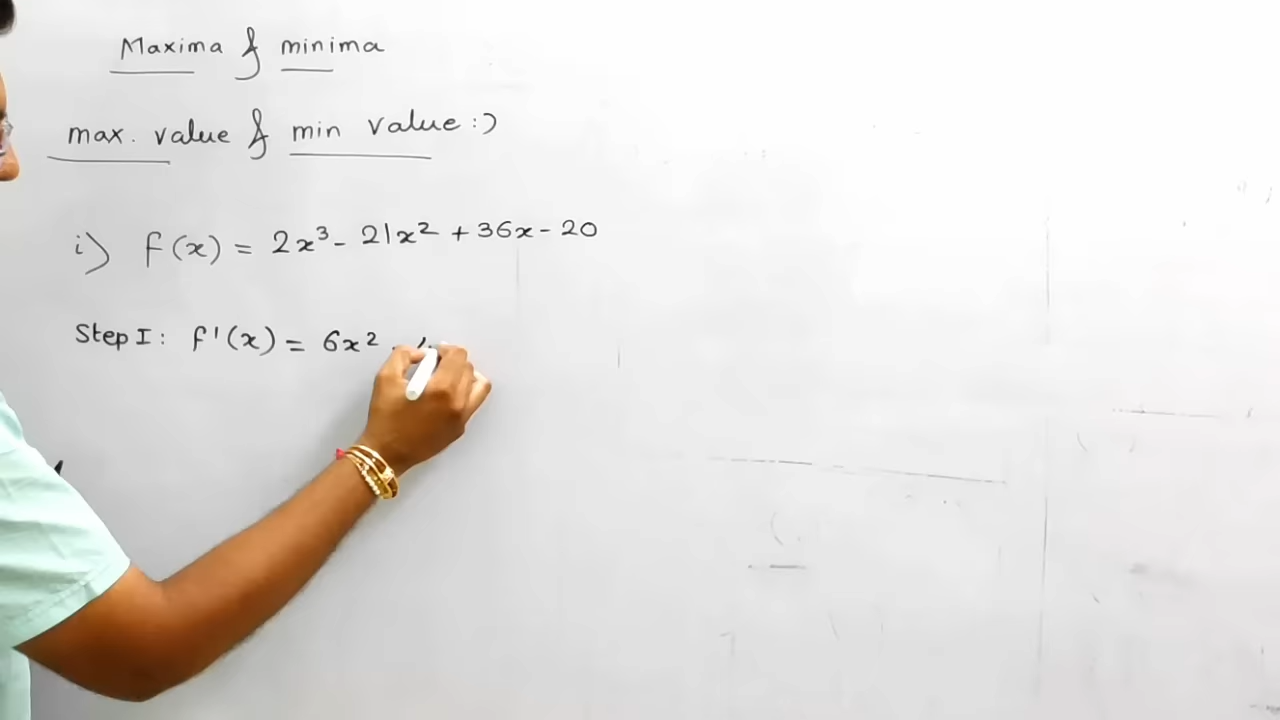 Maxima & minima
max. value & min value :)
i) f(x) = 2x³ - 21x² + 36x - 20
Step I : f'(x) = 6x² -